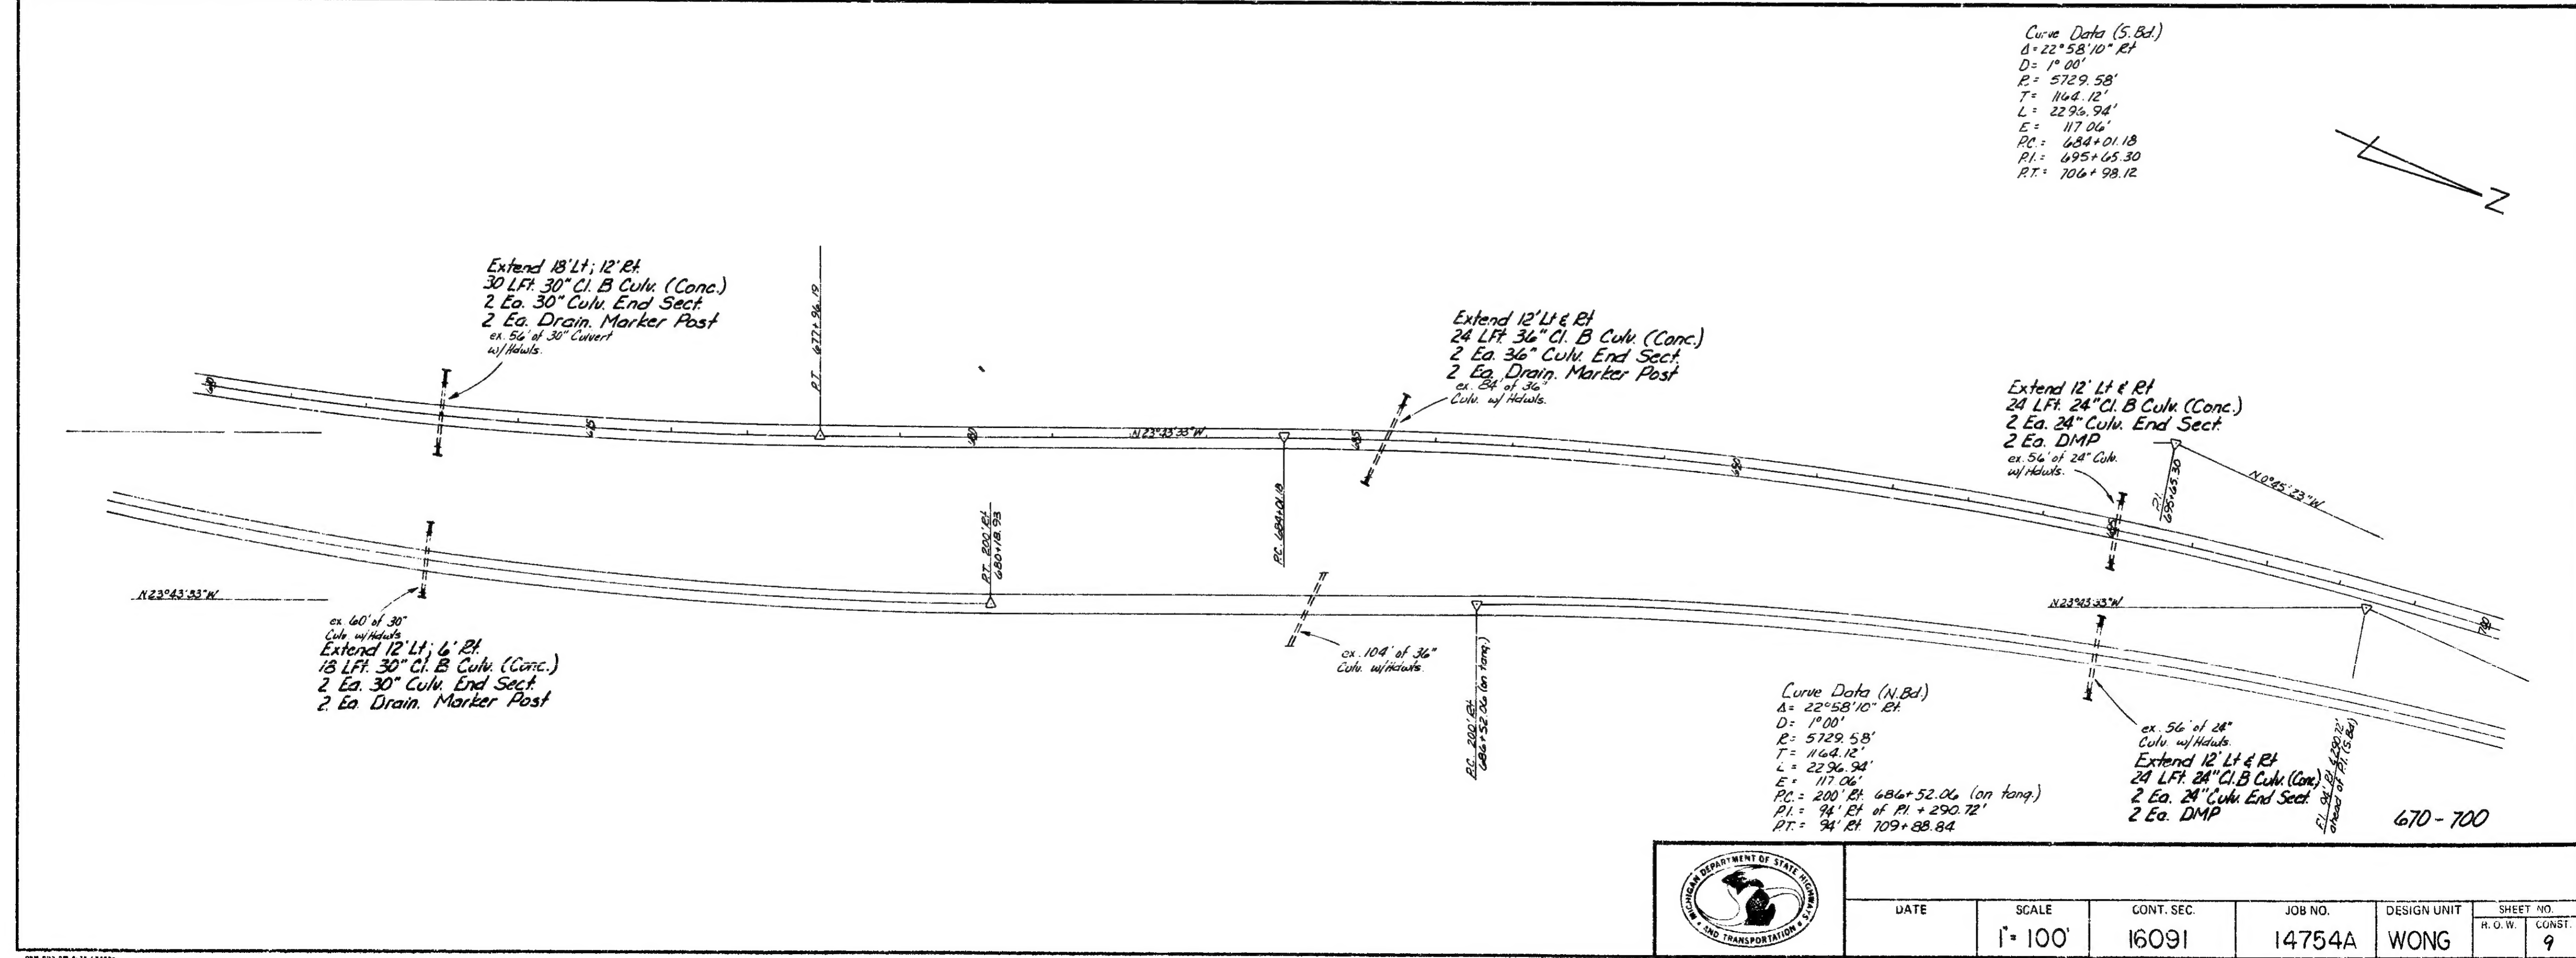 Curve Data (S.Bd.)
Δ = 22°58'10" Rt
D = 1°00'
R = 5729.58'
T = 1164.12'
L = 2296.94'
E = 117.06'
P.C. = 684+01.18
P.I. = 695+65.30
P.T. = 706+98.12
N
Extend 18' Lt; 12' Rt.
30 LFt. 30" Cl. B Culv. (Conc.)
2 Ea. 30" Culv. End Sect.
2 Ea. Drain. Marker Post
ex. 56' of 30" Culvert
w/Hdwls.
P.T. 677+96.19
Extend 12' Lt & Rt
24 LFt. 36" Cl. B Culv. (Conc.)
2 Ea. 36" Culv. End Sect.
2 Ea. Drain. Marker Post
ex. 84' of 36"
Culv. w/ Hdwls.
Extend 12' Lt & Rt
24 LFt. 24" Cl. B Culv. (Conc.)
2 Ea. 24" Culv. End Sect.
2 Ea. DMP
ex. 56' of 24" Culv.
w/Hdwls.
P.I.
695+65.30
N 0°45'23" W
675
680
N 23°43'33" W
685
690
695
700
P.C. 684+01.18
P.T. 200' Rt
680+18.93
N 23°43'33" W
ex. 60' of 30"
Culv. w/Hdwls
Extend 12' Lt; 6' Rt.
18 LFt. 30" Cl. B Culv. (Conc.)
2 Ea. 30" Culv. End Sect.
2 Ea. Drain. Marker Post
ex. 104' of 36"
Culv. w/Hdwls.
P.C. 200' Rt
686+52.06 (on tang.)
N 23°43'33" W
Curve Data (N.Bd.)
Δ = 22°58'10" Rt.
D = 1°00'
R = 5729.58'
T = 1164.12'
L = 2296.94'
E = 117.06'
P.C. = 200' Rt. 686+52.06 (on tang.)
P.I. = 94' Rt of P.I. + 290.72'
P.T. = 94' Rt. 709+88.84
ex. 56' of 24"
Culv. w/Hdwls.
Extend 12' Lt & Rt
24 LFt. 24" Cl. B Culv. (Conc.)
2 Ea. 24" Culv. End Sect.
2 Ea. DMP
P.I. 94' Rt & 290.72'
ahead of P.I. (S.Bd)
670-700
MICHIGAN DEPARTMENT OF STATE HIGHWAYS
AND TRANSPORTATION
DATE
SCALE
1" = 100'
CONT. SEC.
16091
JOB NO.
14754A
DESIGN UNIT
WONG
SHEET NO.
R.O.W.
CONST.
9